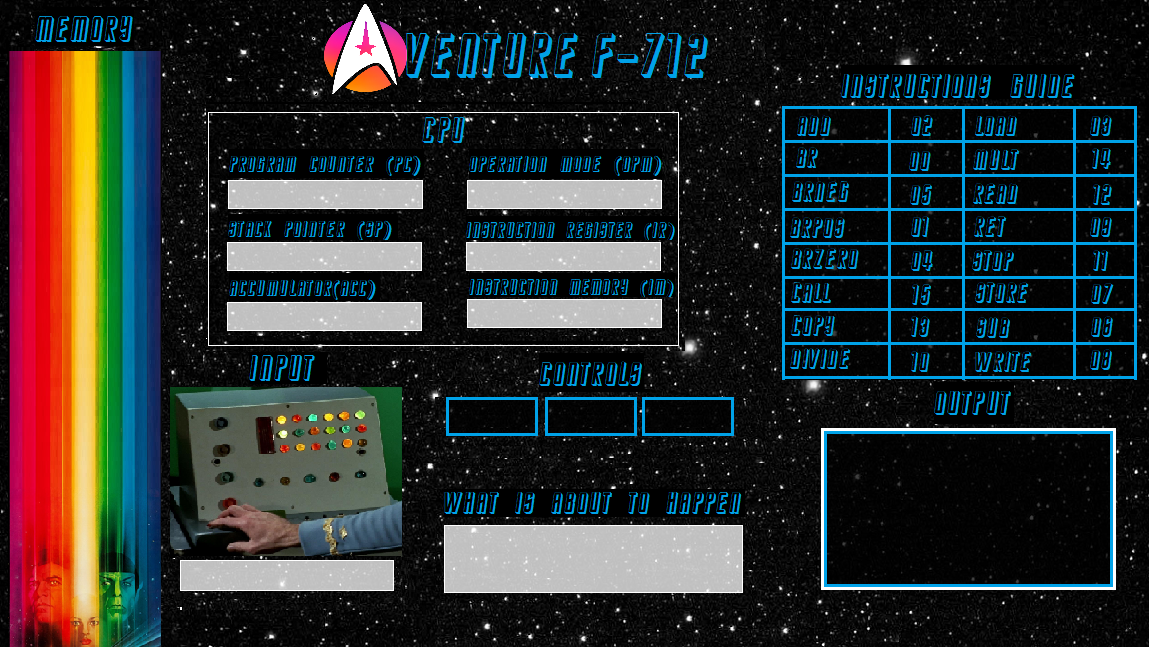 MEMORY
VENTURE F-712
INSTRUCTIONS GUIDE
ADD 02 LOAD 03
BR 00 MULT 14
BRNEG 05 READ 12
BRPOS 01 RET 09
BRZERO 04 STOP 11
CALL 15 STORE 07
COPY 13 SUB 06
DIVIDE 10 WRITE 08
CPU
PROGRAM COUNTER (PC) OPERATION MODE (OPM)
STACK POINTER (SP) INSTRUCTION REGISTER (IR)
ACCUMULATOR(ACC) INSTRUCTION MEMORY (IM)
INPUT
CONTROLS
OUTPUT
WHAT IS ABOUT TO HAPPEN